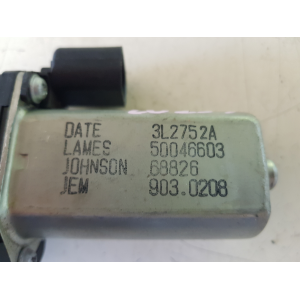 DATE 3L2752A
LAMES 50046603
JOHNSON 68826
JEM 903.0208